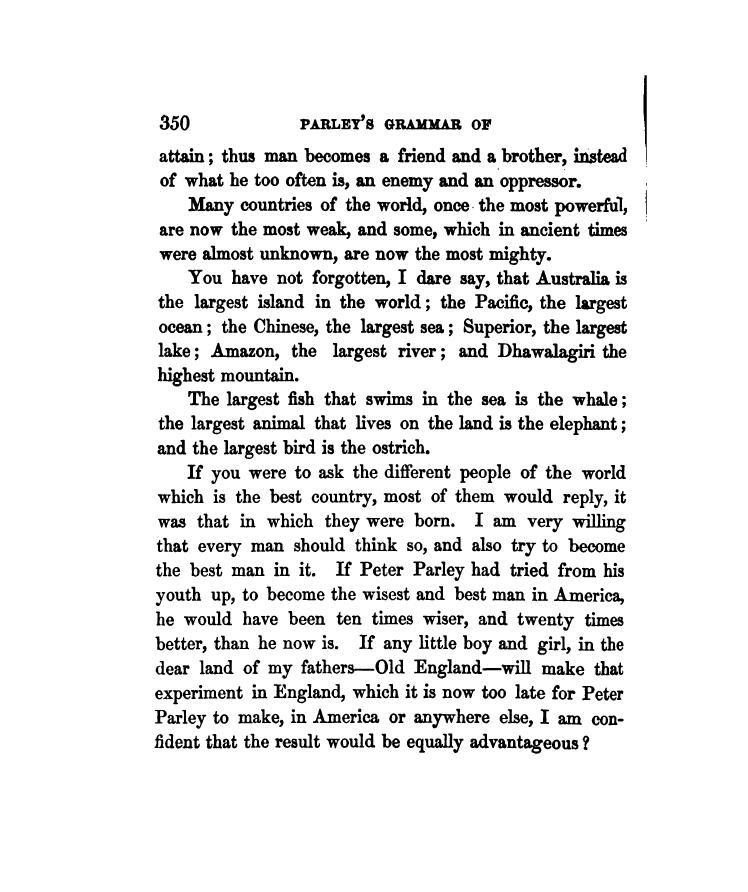 350 PARLEY'S GRAMMAR OF
attain; thus man becomes a friend and a brother, instead
of what he too often is, an enemy and an oppressor.
Many countries of the world, once the most powerful,
are now the most weak, and some, which in ancient times
were almost unknown, are now the most mighty.
You have not forgotten, I dare say, that Australia is
the largest island in the world; the Pacific, the largest
ocean; the Chinese, the largest sea; Superior, the largest
lake; Amazon, the largest river; and Dhawalagiri the
highest mountain.
The largest fish that swims in the sea is the whale;
the largest animal that lives on the land is the elephant;
and the largest bird is the ostrich.
If you were to ask the different people of the world
which is the best country, most of them would reply, it
was that in which they were born. I am very willing
that every man should think so, and also try to become
the best man in it. If Peter Parley had tried from his
youth up, to become the wisest and best man in America,
he would have been ten times wiser, and twenty times
better, than he now is. If any little boy and girl, in the
dear land of my fathers—Old England—will make that
experiment in England, which it is now too late for Peter
Parley to make, in America or anywhere else, I am con-
fident that the result would be equally advantageous?